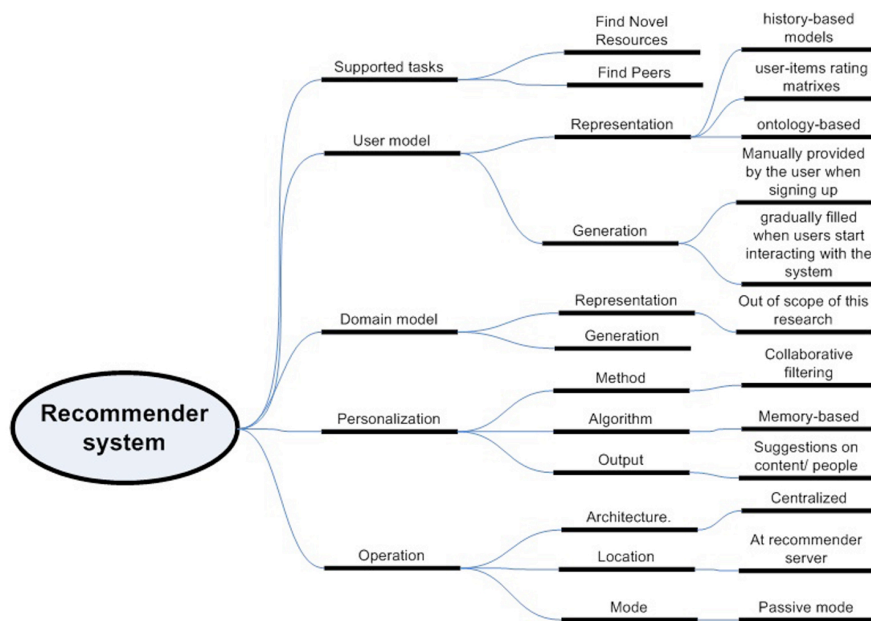 Recommender
system
Supported tasks
Find Novel
Resources
Find Peers
User model
Representation
history-based
models
user-items rating
matrixes
ontology-based
Generation
Manually provided
by the user when
signing up
gradually filled
when users start
interacting with the
system
Domain model
Representation
Out of scope of this
research
Generation
Personalization
Method
Collaborative
filtering
Algorithm
Memory-based
Output
Suggestions on
content/ people
Operation
Architecture.
Centralized
Location
At recommender
server
Mode
Passive mode